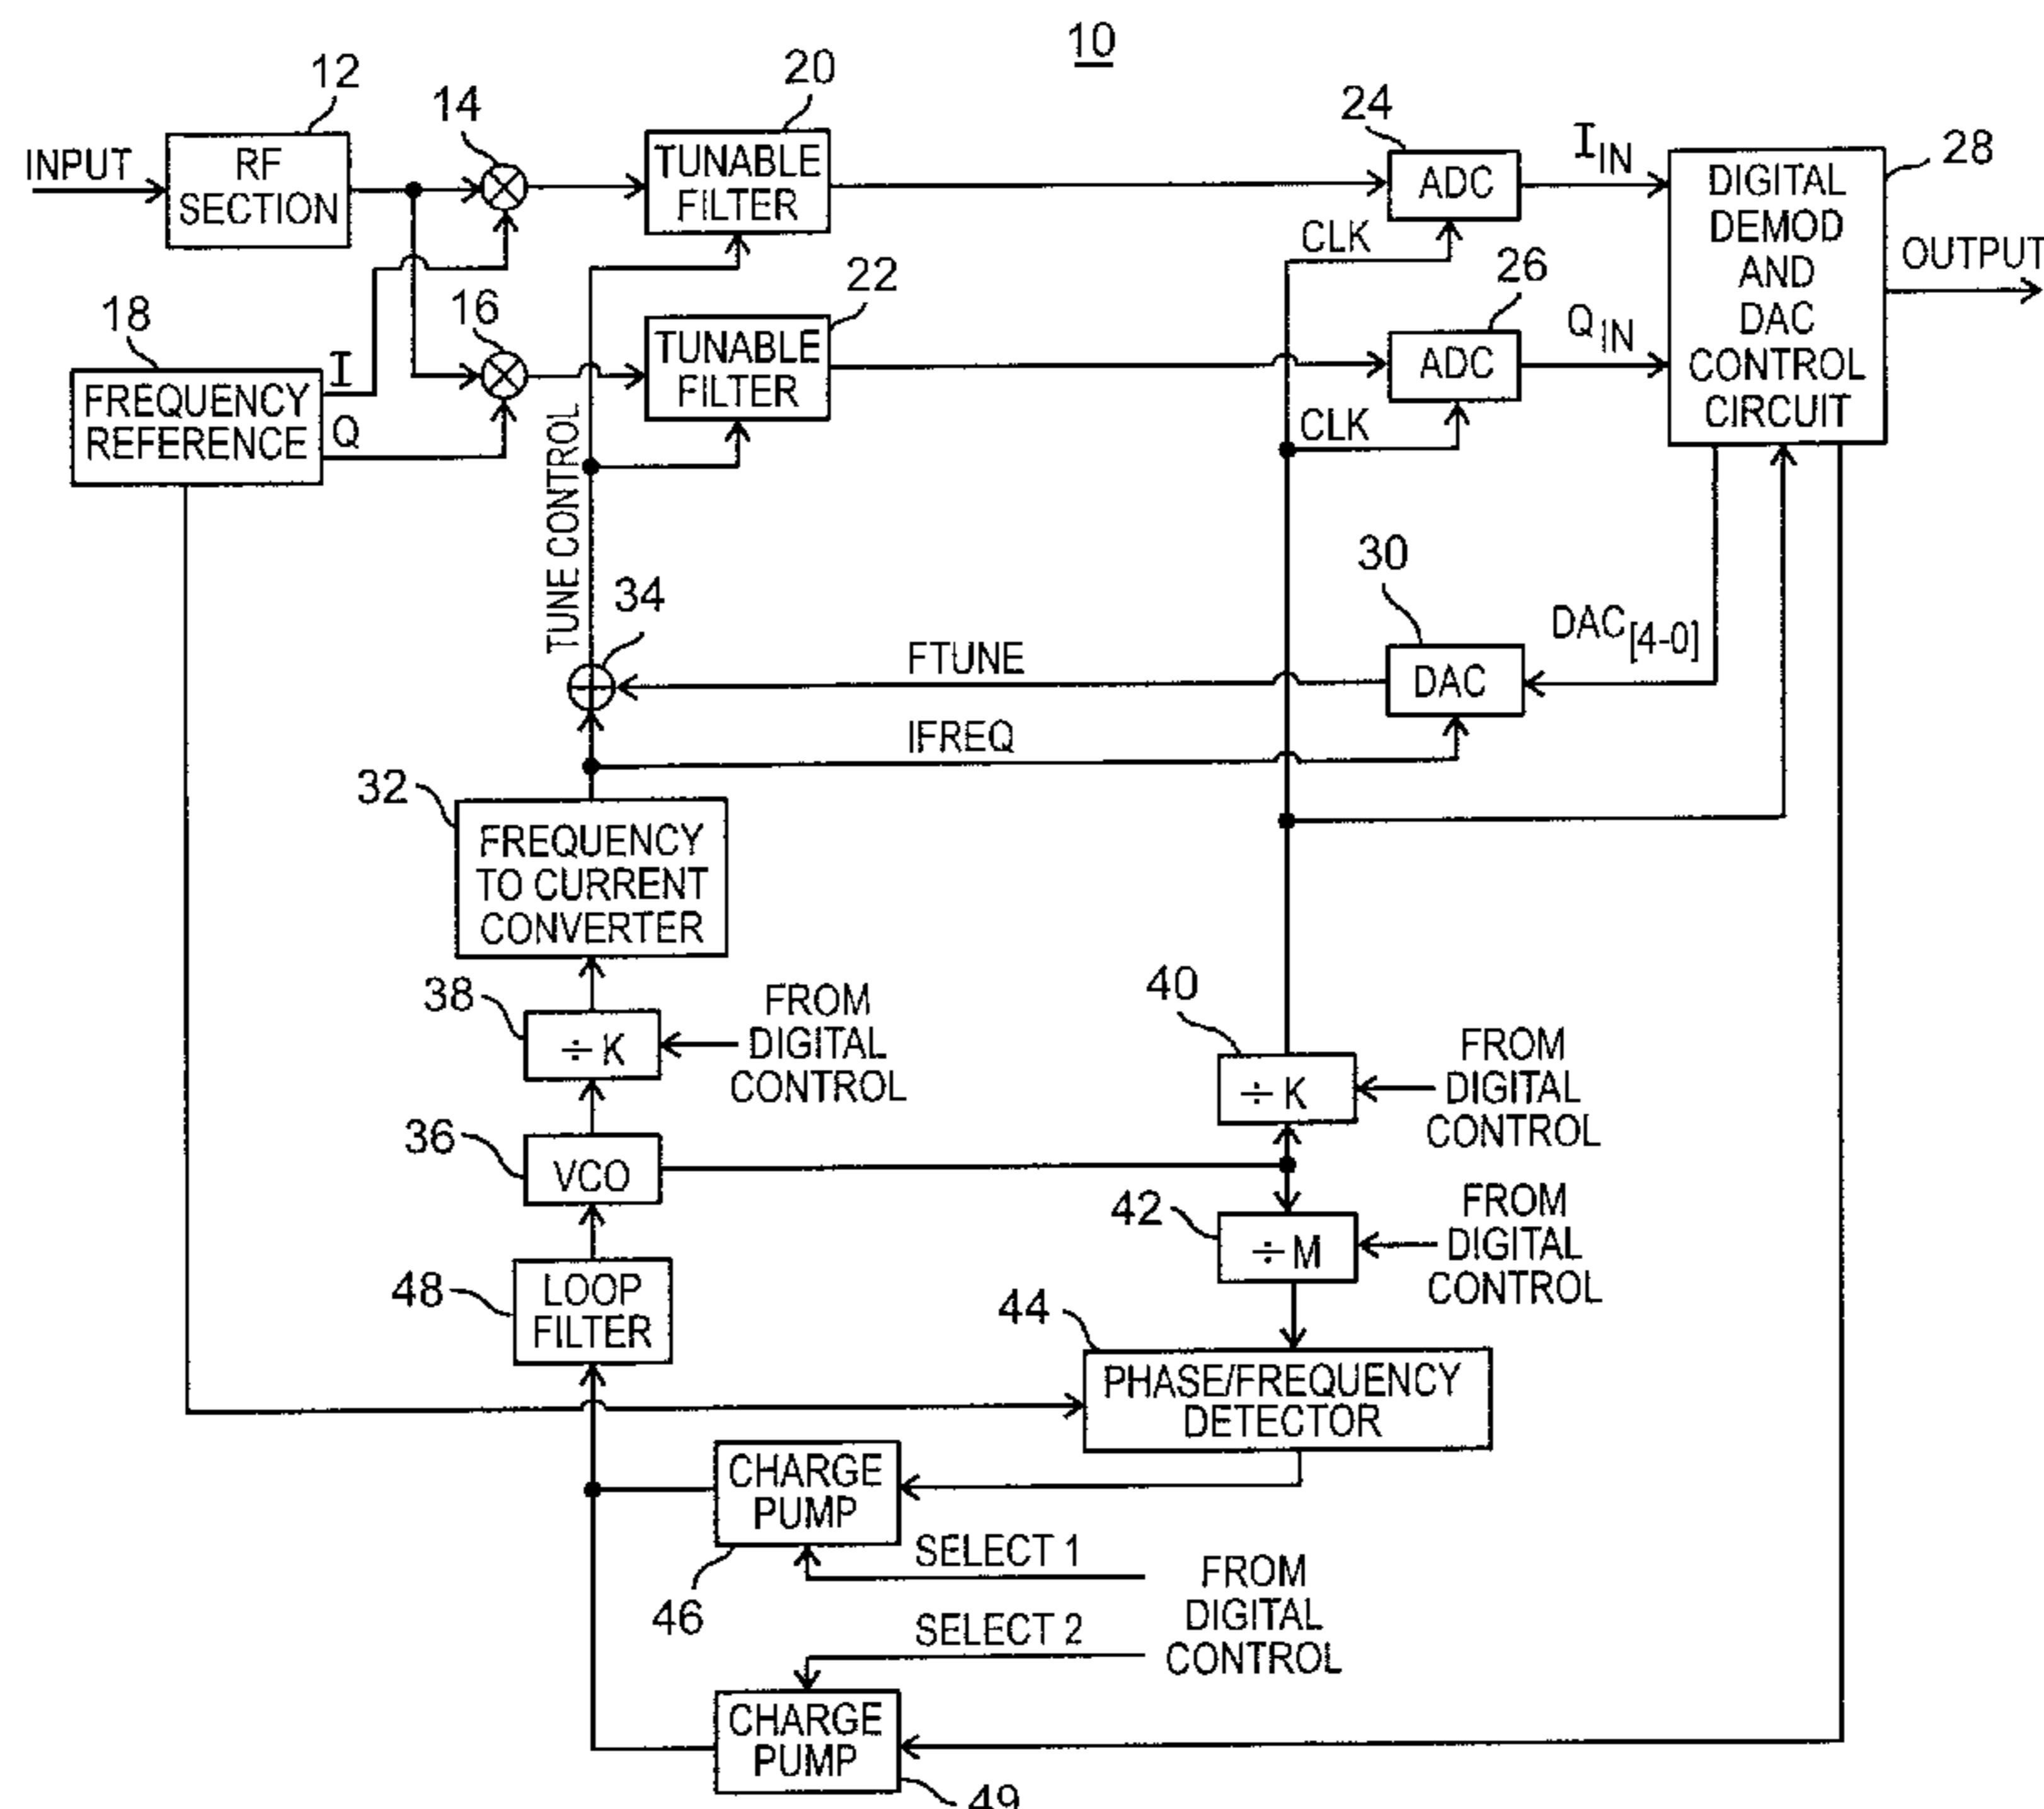 10
12
14
20
24
28
INPUT
RF
SECTION
TUNABLE
FILTER
ADC
I IN
DIGITAL
DEMOD
AND
DAC
CONTROL
CIRCUIT
OUTPUT
CLK
18
16
22
26
FREQUENCY
REFERENCE
I
Q
TUNABLE
FILTER
ADC
Q IN
CLK
TUNE CONTROL
34
30
FTUNE
DAC
DAC[4-0]
IFREQ
32
FREQUENCY
TO CURRENT
CONVERTER
38
÷ K
FROM
DIGITAL
CONTROL
40
÷ K
FROM
DIGITAL
CONTROL
36
VCO
42
÷ M
FROM
DIGITAL
CONTROL
48
LOOP
FILTER
44
PHASE/FREQUENCY
DETECTOR
CHARGE
PUMP
46
SELECT 1
SELECT 2
FROM
DIGITAL
CONTROL
CHARGE
PUMP
49